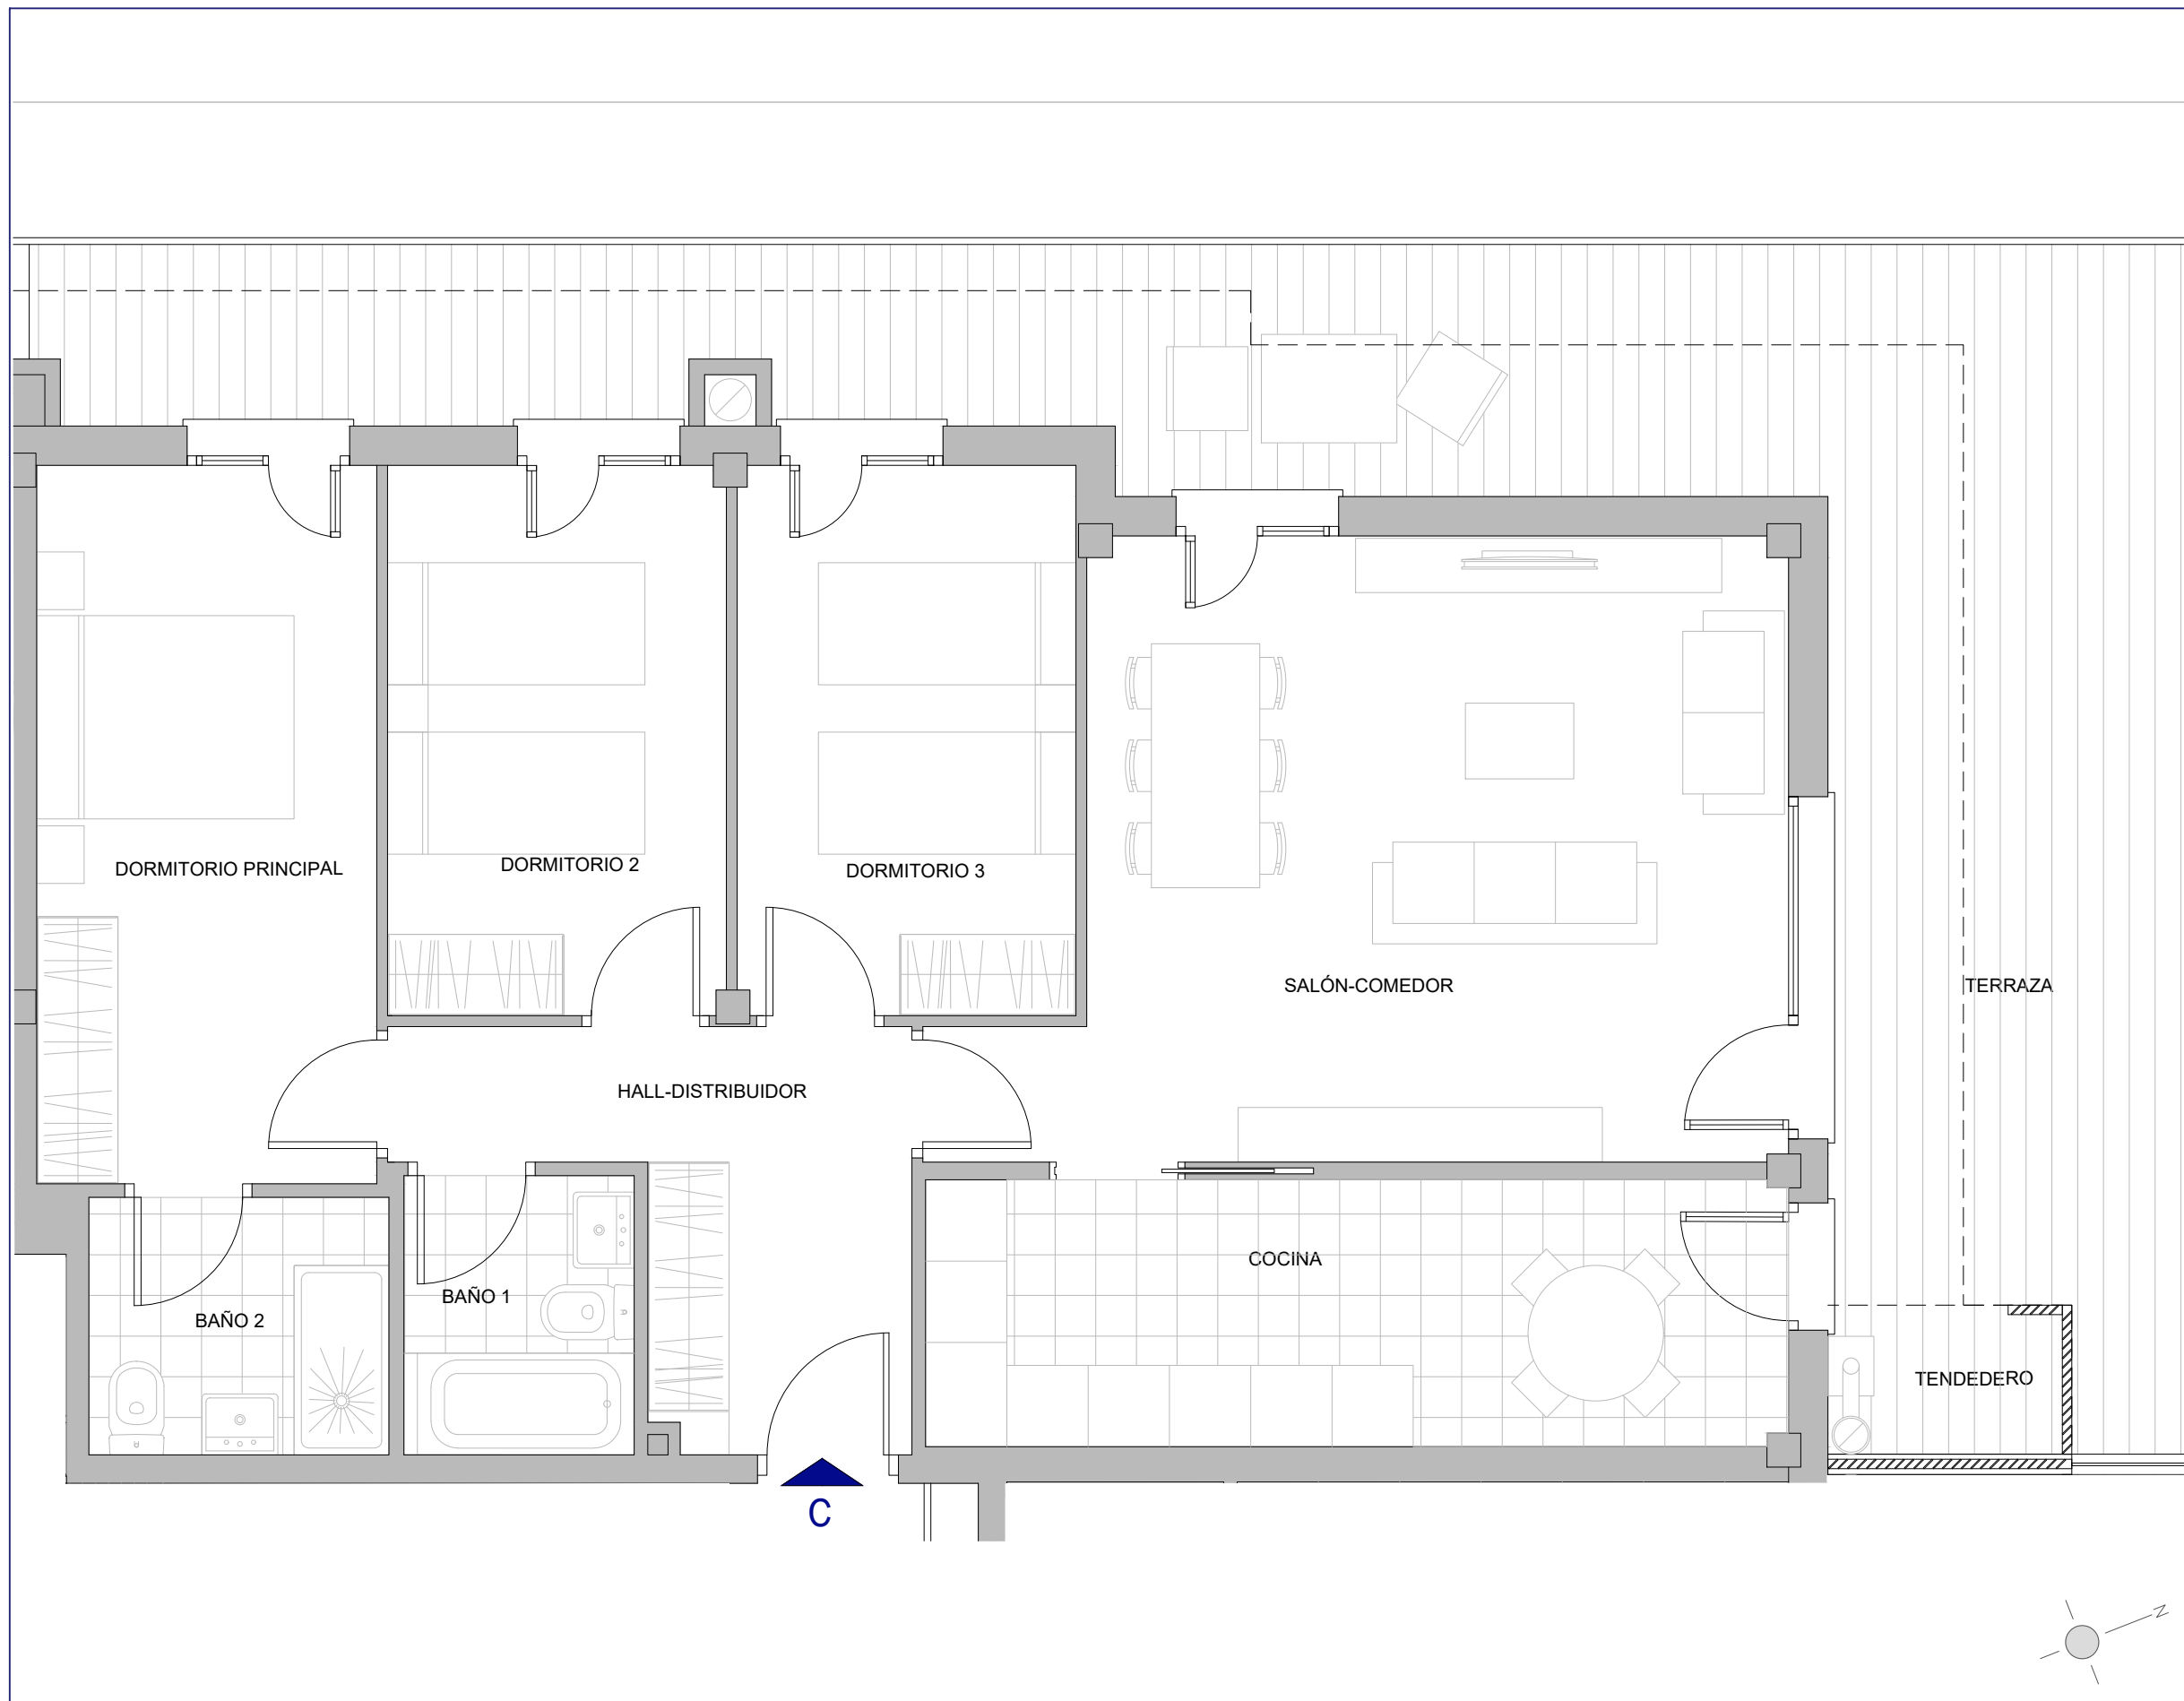 DORMITORIO PRINCIPAL
DORMITORIO 2
DORMITORIO 3
SALÓN-COMEDOR
TERRAZA
HALL-DISTRIBUIDOR
COCINA
BAÑO 1
BAÑO 2
TENDEDERO
C
N